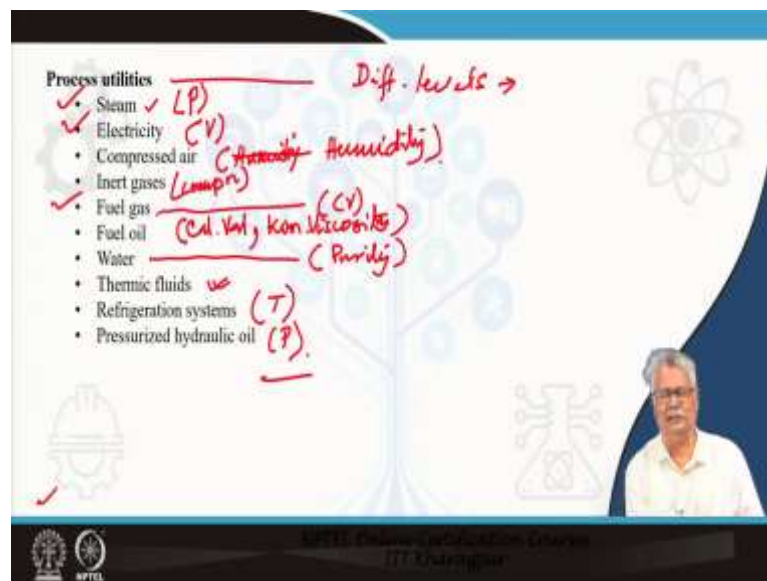 Process utilities Diff. levels →
• Steam (P)
• Electricity (V)
• Compressed air (Humidity)
• Inert gases (compn)
• Fuel gas (CV)
• Fuel oil (Cal. Val, Viscosity)
• Water (Purity)
• Thermic fluids
• Refrigeration systems (T)
• Pressurized hydraulic oil (P).
NPTEL Online Certification Courses
IIT Kharagpur
NPTEL